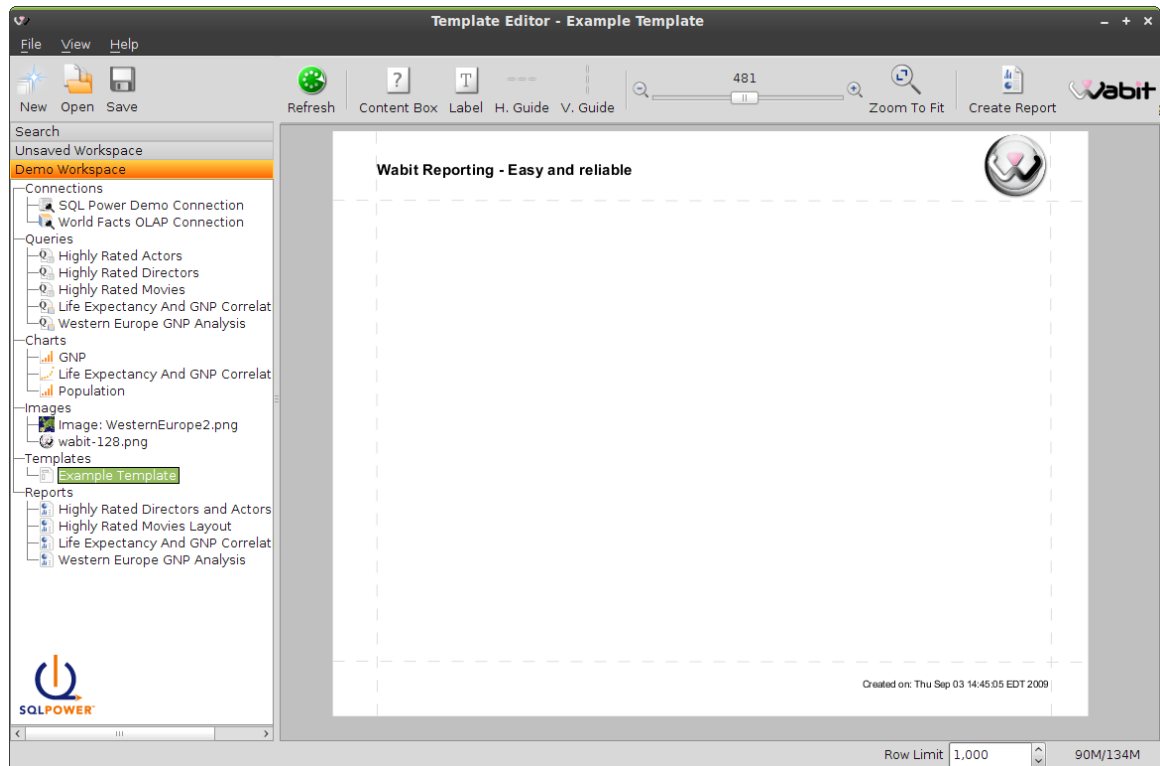 Template Editor - Example Template
File View Help
New Open Save Refresh Content Box Label H. Guide V. Guide 481 Zoom To Fit Create Report Wabit
Search
Unsaved Workspace
Demo Workspace
Connections
SQL Power Demo Connection
World Facts OLAP Connection
Queries
Highly Rated Actors
Highly Rated Directors
Highly Rated Movies
Life Expectancy And GNP Correlat
Western Europe GNP Analysis
Charts
GNP
Life Expectancy And GNP Correlat
Population
Images
Image: WesternEurope2.png
wabit-128.png
Templates
Example Template
Reports
Highly Rated Directors and Actors
Highly Rated Movies Layout
Life Expectancy And GNP Correlat
Western Europe GNP Analysis
SQLPOWER
Wabit Reporting - Easy and reliable
Created on: Thu Sep 03 14:45:05 EDT 2009
Row Limit 1,000 90M/134M